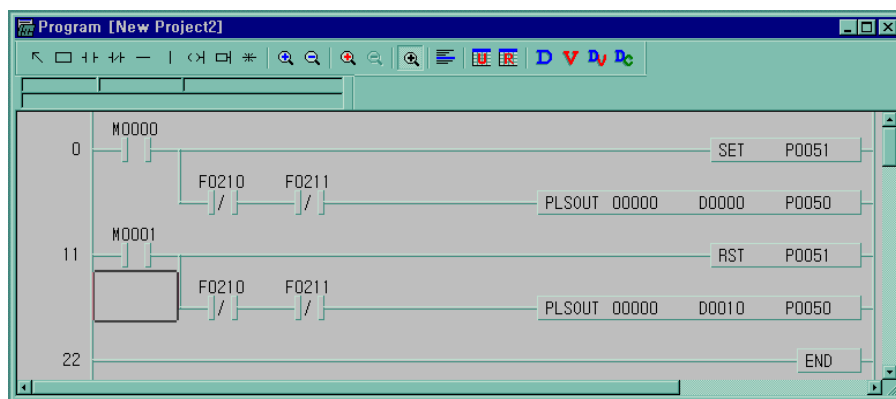 Program [New Project2]
U R D V DV DC
M0000
0 SET P0051
F0210 F0211
PLSOUT 00000 D0000 P0050
M0001
11 RST P0051
F0210 F0211
PLSOUT 00000 D0010 P0050
22 END